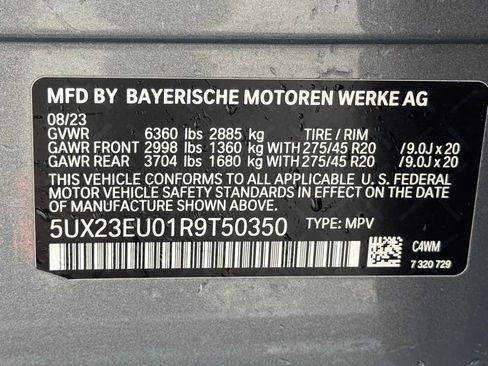 MFD BY BAYERISCHE MOTOREN WERKE AG
08/23
GVWR 6360 lbs 2885 kg TIRE / RIM
GAWR FRONT 2998 lbs 1360 kg WITH 275/45 R20 /9.0J x 20
GAWR REAR 3704 lbs 1680 kg WITH 275/45 R20 /9.0J x 20
THIS VEHICLE CONFORMS TO ALL APPLICABLE U. S. FEDERAL
MOTOR VEHICLE SAFETY STANDARDS IN EFFECT ON THE DATE
OF MANUFACTURE SHOWN ABOVE.
5UX23EU01R9T50350 TYPE: MPV
C4WM
7 320 729